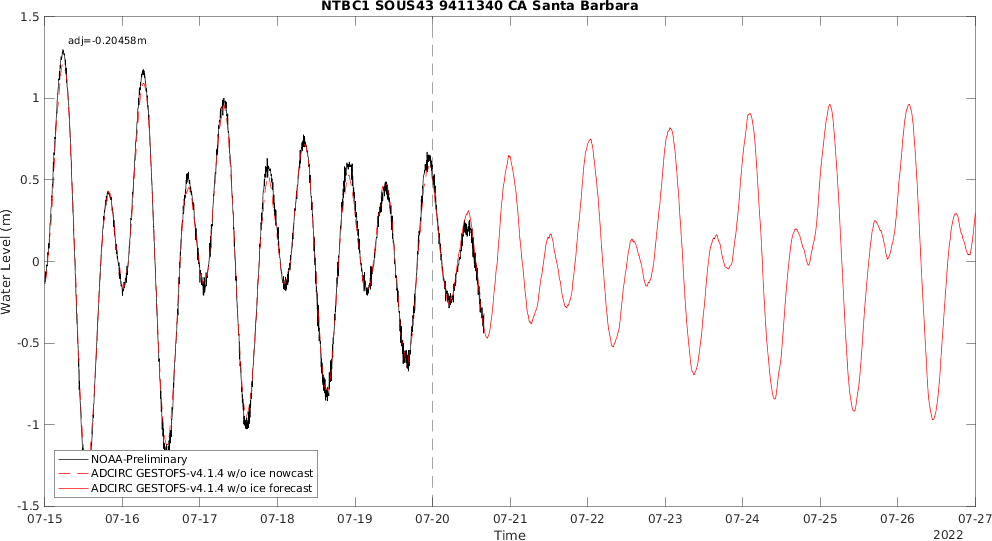 NTBC1 SOUS43 9411340 CA Santa Barbara
adj=-0.20458m
Water Level (m)
1.5
1
0.5
0
-0.5
-1
-1.5
NOAA-Preliminary
ADCIRC GESTOFS-v4.1.4 w/o ice nowcast
ADCIRC GESTOFS-v4.1.4 w/o ice forecast
07-15 07-16 07-17 07-18 07-19 07-20 07-21 07-22 07-23 07-24 07-25 07-26 07-27
Time
2022